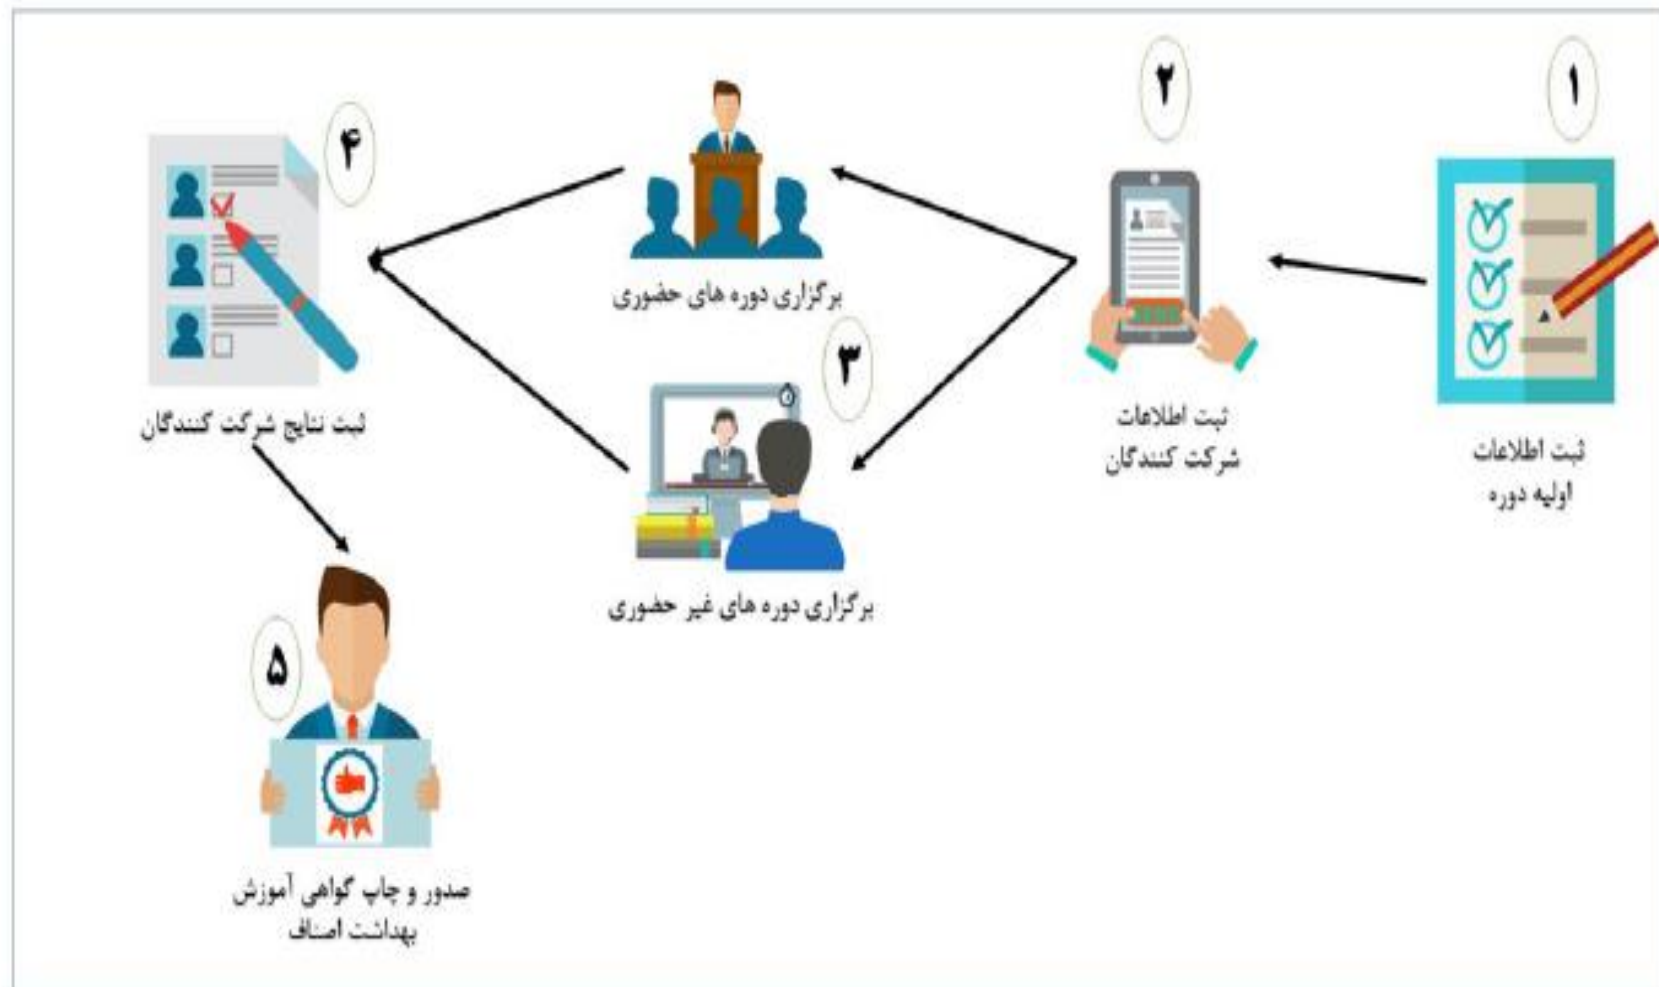 ۱
ثبت اطلاعات
اولیه دوره
۲
ثبت اطلاعات
شرکت کنندگان
برگزاری دوره های حضوری
۳
برگزاری دوره های غیر حضوری
۴
ثبت نتایج شرکت کنندگان
۵
صدور و چاپ گواهی آموزش
بهداشت اصناف